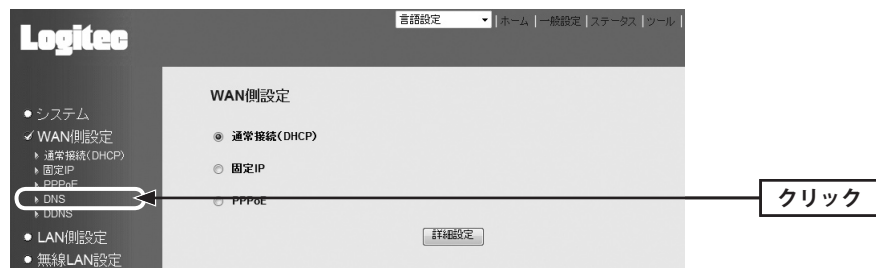 言語設定 |ホーム |一般設定 |ステータス |ツール |
Logitec
WAN側設定
● システム
WAN側設定
通常接続(DHCP)
固定IP
PPPoE
DNS
DDNS
● LAN側設定
● 無線LAN設定
通常接続(DHCP)
固定IP
PPPoE
詳細設定
クリック